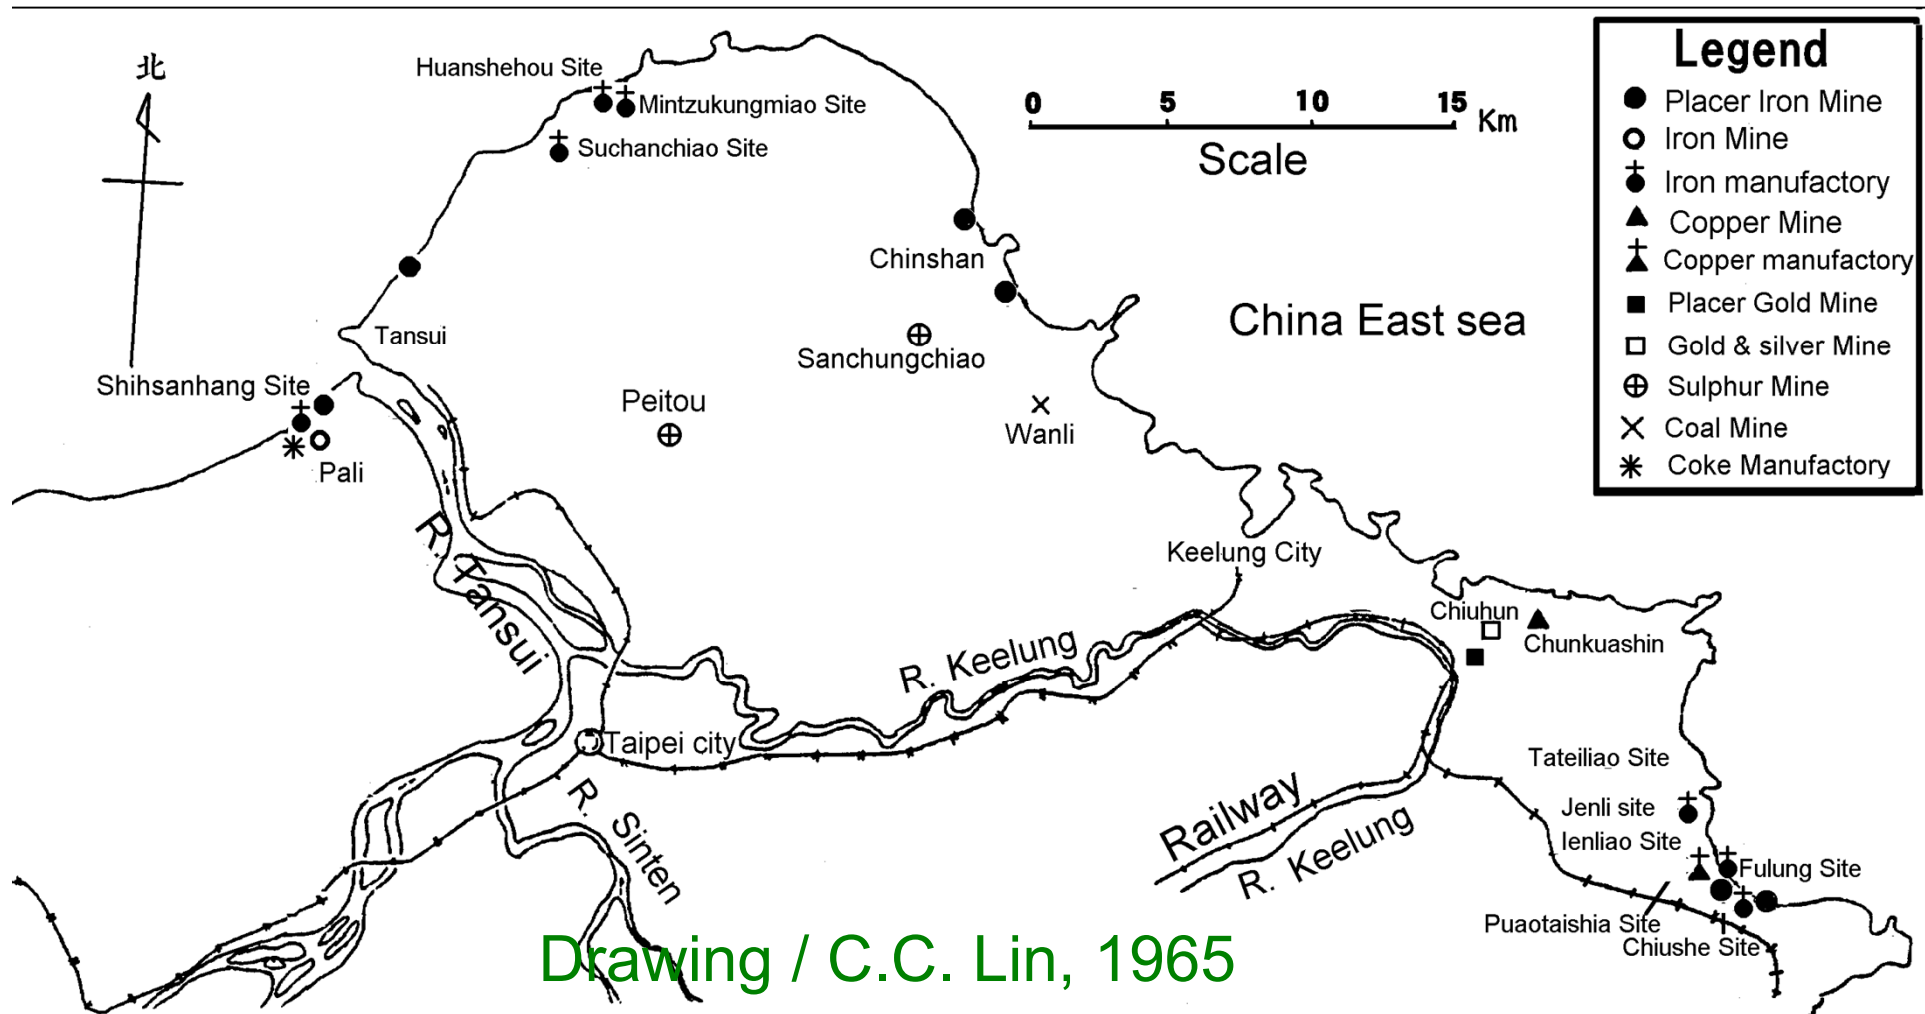 北
Huanshehou Site
Mintzukungmiao Site
Suchanchiao Site
0 5 10 15 Km
Scale
Legend
Placer Iron Mine
Iron Mine
Iron manufactory
Copper Mine
Copper manufactory
Placer Gold Mine
Gold & silver Mine
Sulphur Mine
Coal Mine
Coke Manufactory
Chinshan
China East sea
Tansui
Sanchungchiao
Shihsanhang Site
Peitou
Wanli
Pali
R. Tansui
Keelung City
Chiuhun
Chunkuashin
R. Keelung
Taipei city
Tateiliao Site
Jenli site
Ienliao Site
R. Sinten
Railway
R. Keelung
Fulung Site
Puaotaishia Site
Chiushe Site
Drawing / C.C. Lin, 1965